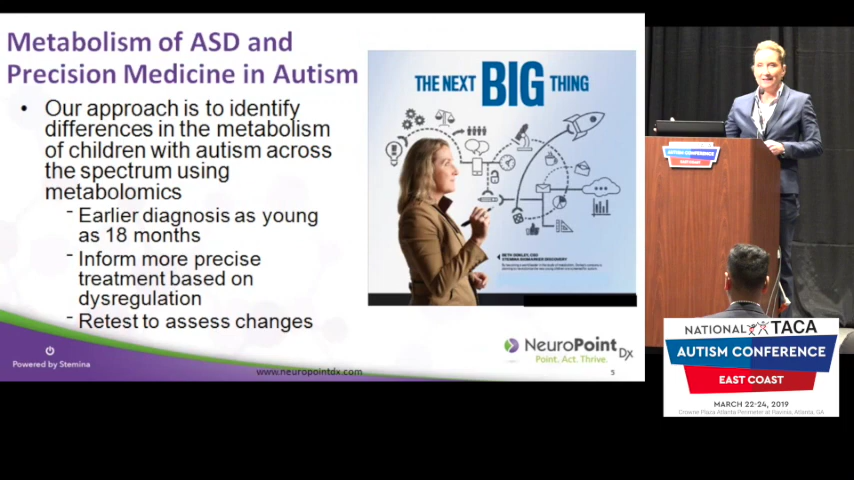 Metabolism of ASD and
Precision Medicine in Autism
• Our approach is to identify
differences in the metabolism
of children with autism across
the spectrum using
metabolomics
- Earlier diagnosis as young
as 18 months
- Inform more precise
treatment based on
dysregulation
- Retest to assess changes
THE NEXT BIG THING
Powered by Stemina
NeuroPoint Dx
Point. Act. Thrive.
www.neuropointdx.com
5
AUTISM CONFERENCE
EAST COAST
NATIONAL TACA
AUTISM CONFERENCE
EAST COAST
MARCH 22-24, 2019
Crowne Plaza Atlanta Perimeter at Ravinia, Atlanta, GA